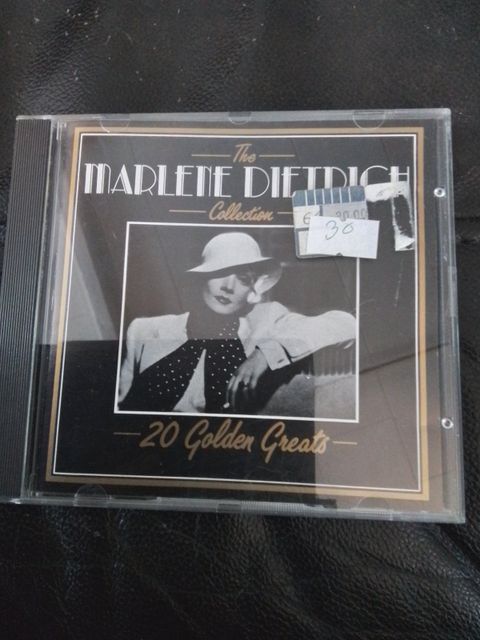 The
MARLENE DIETRICH
Collection
30
20 Golden Greats